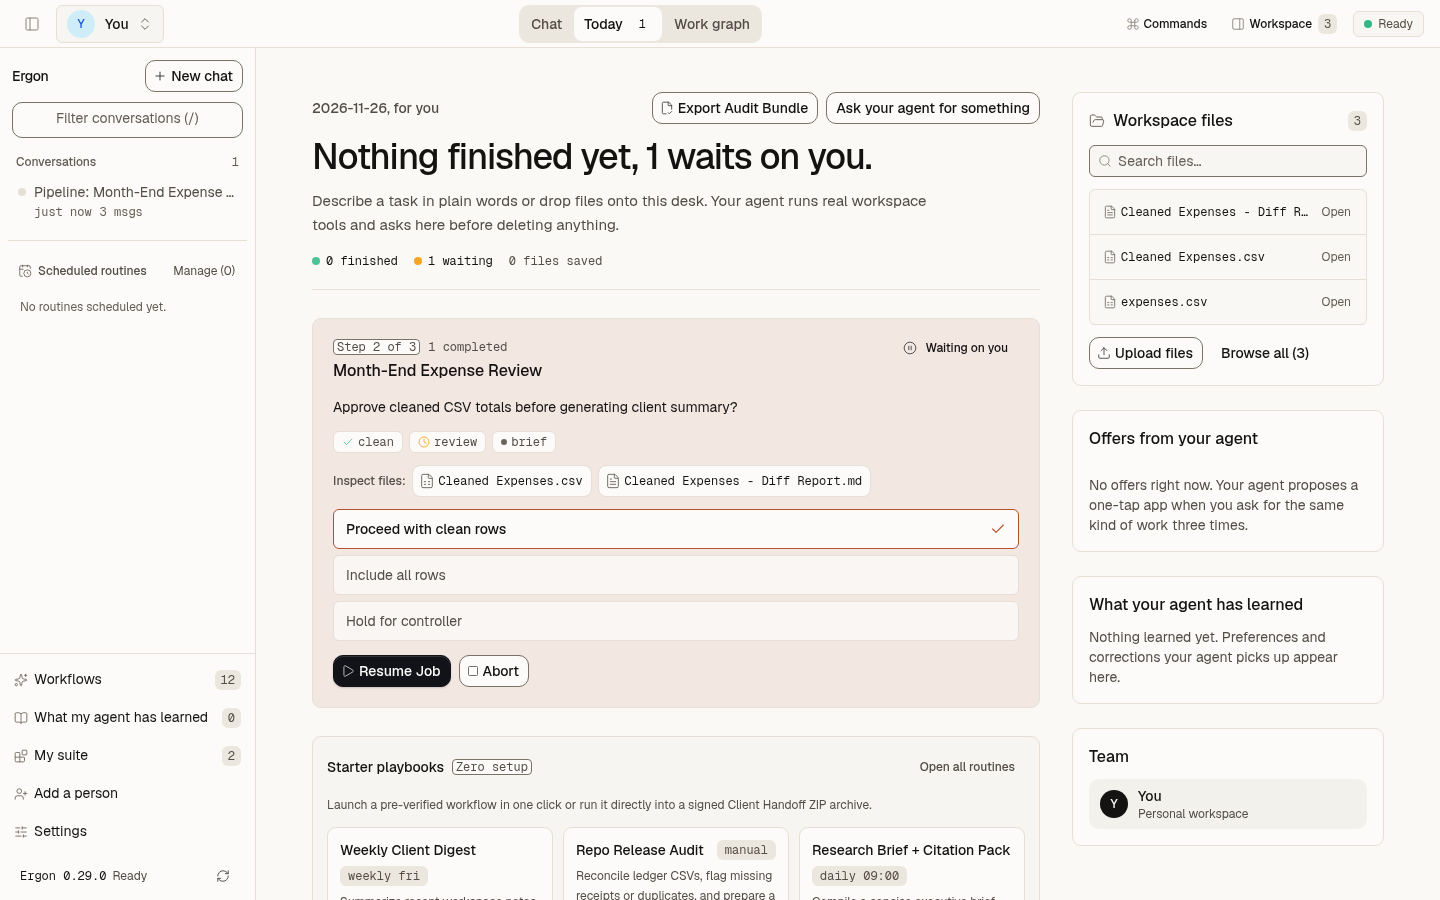 Y You
Chat
Today 1
Work graph
Commands
Workspace 3
Ready
Ergon
New chat
Filter conversations (/)
Conversations 1
Pipeline: Month-End Expense ...
just now 3 msgs
Scheduled routines
Manage (0)
No routines scheduled yet.
Workflows 12
What my agent has learned 0
My suite 2
Add a person
Settings
Ergon 0.29.0 Ready
2026-11-26, for you
Export Audit Bundle
Ask your agent for something
Nothing finished yet, 1 waits on you.
Describe a task in plain words or drop files onto this desk. Your agent runs real workspace
tools and asks here before deleting anything.
0 finished
1 waiting
0 files saved
Step 2 of 3 1 completed
Waiting on you
Month-End Expense Review
Approve cleaned CSV totals before generating client summary?
clean
review
brief
Inspect files:
Cleaned Expenses.csv
Cleaned Expenses - Diff Report.md
Proceed with clean rows
Include all rows
Hold for controller
Resume Job
Abort
Starter playbooks
Zero setup
Open all routines
Launch a pre-verified workflow in one click or run it directly into a signed Client Handoff ZIP archive.
Weekly Client Digest
weekly fri
Summarize recent workspace notes,
Repo Release Audit
manual
Reconcile ledger CSVs, flag missing
receipts or duplicates, and prepare a
Research Brief + Citation Pack
daily 09:00
Compile a concise executive brief
Workspace files 3
Search files...
Cleaned Expenses - Diff R... Open
Cleaned Expenses.csv Open
expenses.csv Open
Upload files
Browse all (3)
Offers from your agent
No offers right now. Your agent proposes a
one-tap app when you ask for the same
kind of work three times.
What your agent has learned
Nothing learned yet. Preferences and
corrections your agent picks up appear
here.
Team
Y
You
Personal workspace